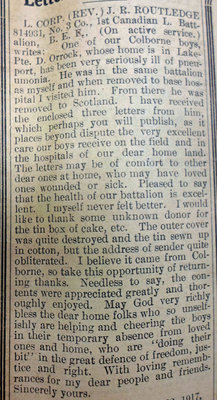 L. CORP. (REV.) J. R. ROUTLEDGE
No. 3 Co., 1st Canadian L. Batt-
alion, B. E. F. (On active service.)
writes: One of our Colborne boys,
Pte. D. Orrock, whose home is in Lake-
port, has been very seriously ill of pneu-
monia. He was in the same battalion
as myself and when removed to base hos-
pital I visited him. From there he was
removed to Scotland. I have received
the enclosed three letters from him,
which perhaps you will publish, as it
places beyond dispute the very excellent
care our boys receive on the field and in
the hospitals of our dear home land.
The letters may be of comfort to other
dear ones at home, who may have loved
ones wounded or sick. Pleased to say
that the health of our battalion is excel-
lent. I myself never felt better. I would
like to thank some unknown donor for
the tin box of cake, etc. The outer cover
was quite destroyed and the tin sewn up
in cotton, but the address of sender quite
obliterated. I believe it came from Col-
borne, so take this opportunity of return-
ing thanks. Needless to say, the con-
tents were appreciated greatly and thor-
oughly enjoyed. May God very richly
bless the dear home folks who so unself-
ishly are helping and cheering the boys
in their temporary absence from loved
ones and home, who are "doing their
bit" in the great defence of freedom, jus-
tice and right. With loving remem-
brances for my dear people and friends.
Sincerely yours.
1917.